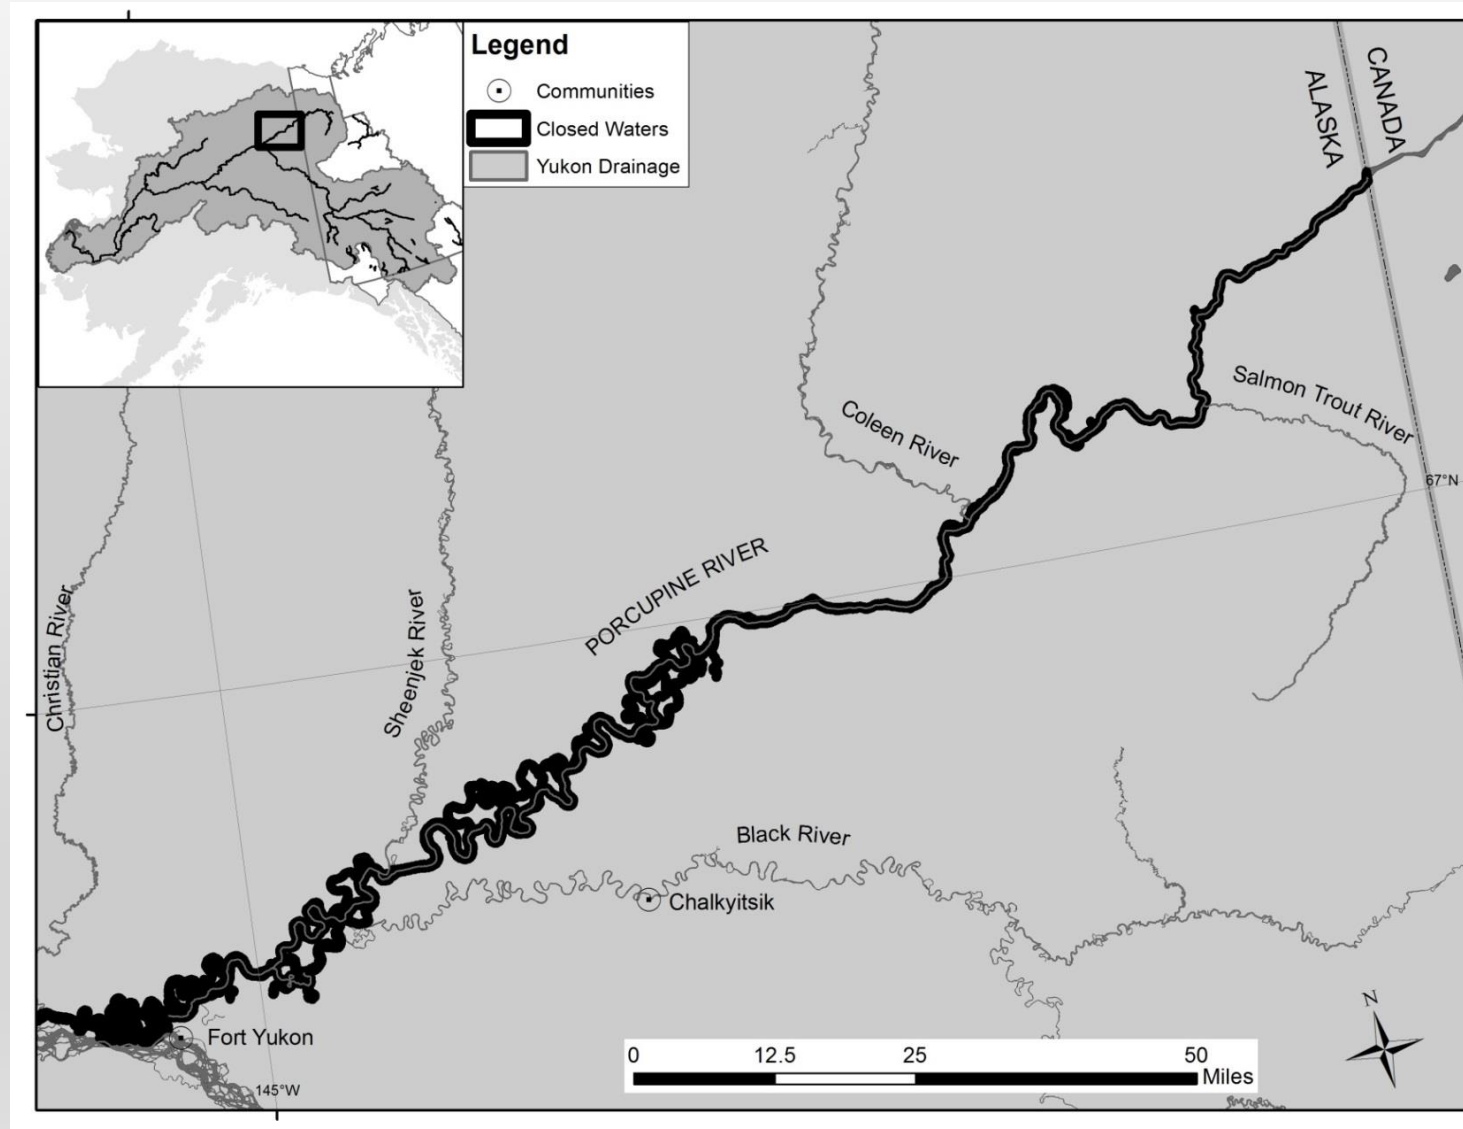 Legend
Communities
Closed Waters
Yukon Drainage
CANADA
ALASKA
Salmon Trout River
Coleen River
67°N
PORCUPINE RIVER
Christian River
Sheenjek River
Black River
Chalkyitsik
Fort Yukon
145°W
N
0 12.5 25 50
Miles